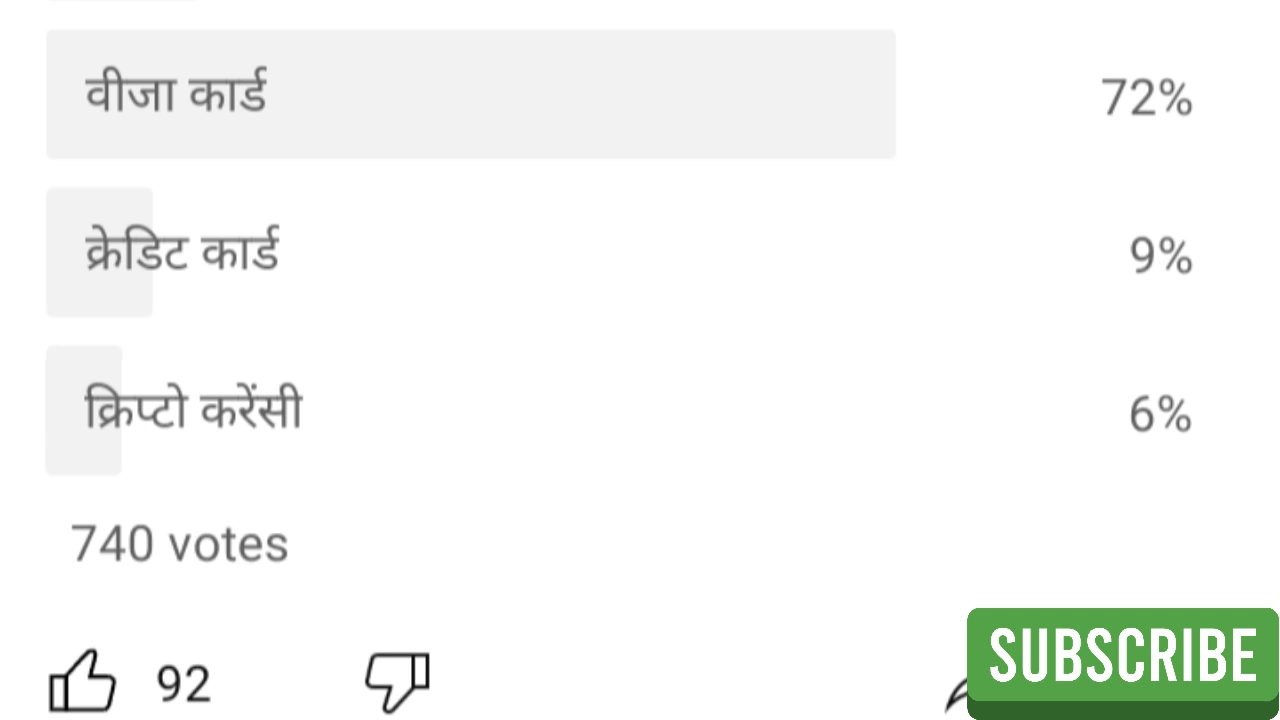 वीजा कार्ड 72%
क्रेडिट कार्ड 9%
क्रिप्टो करेंसी 6%
740 votes
92
SUBSCRIBE